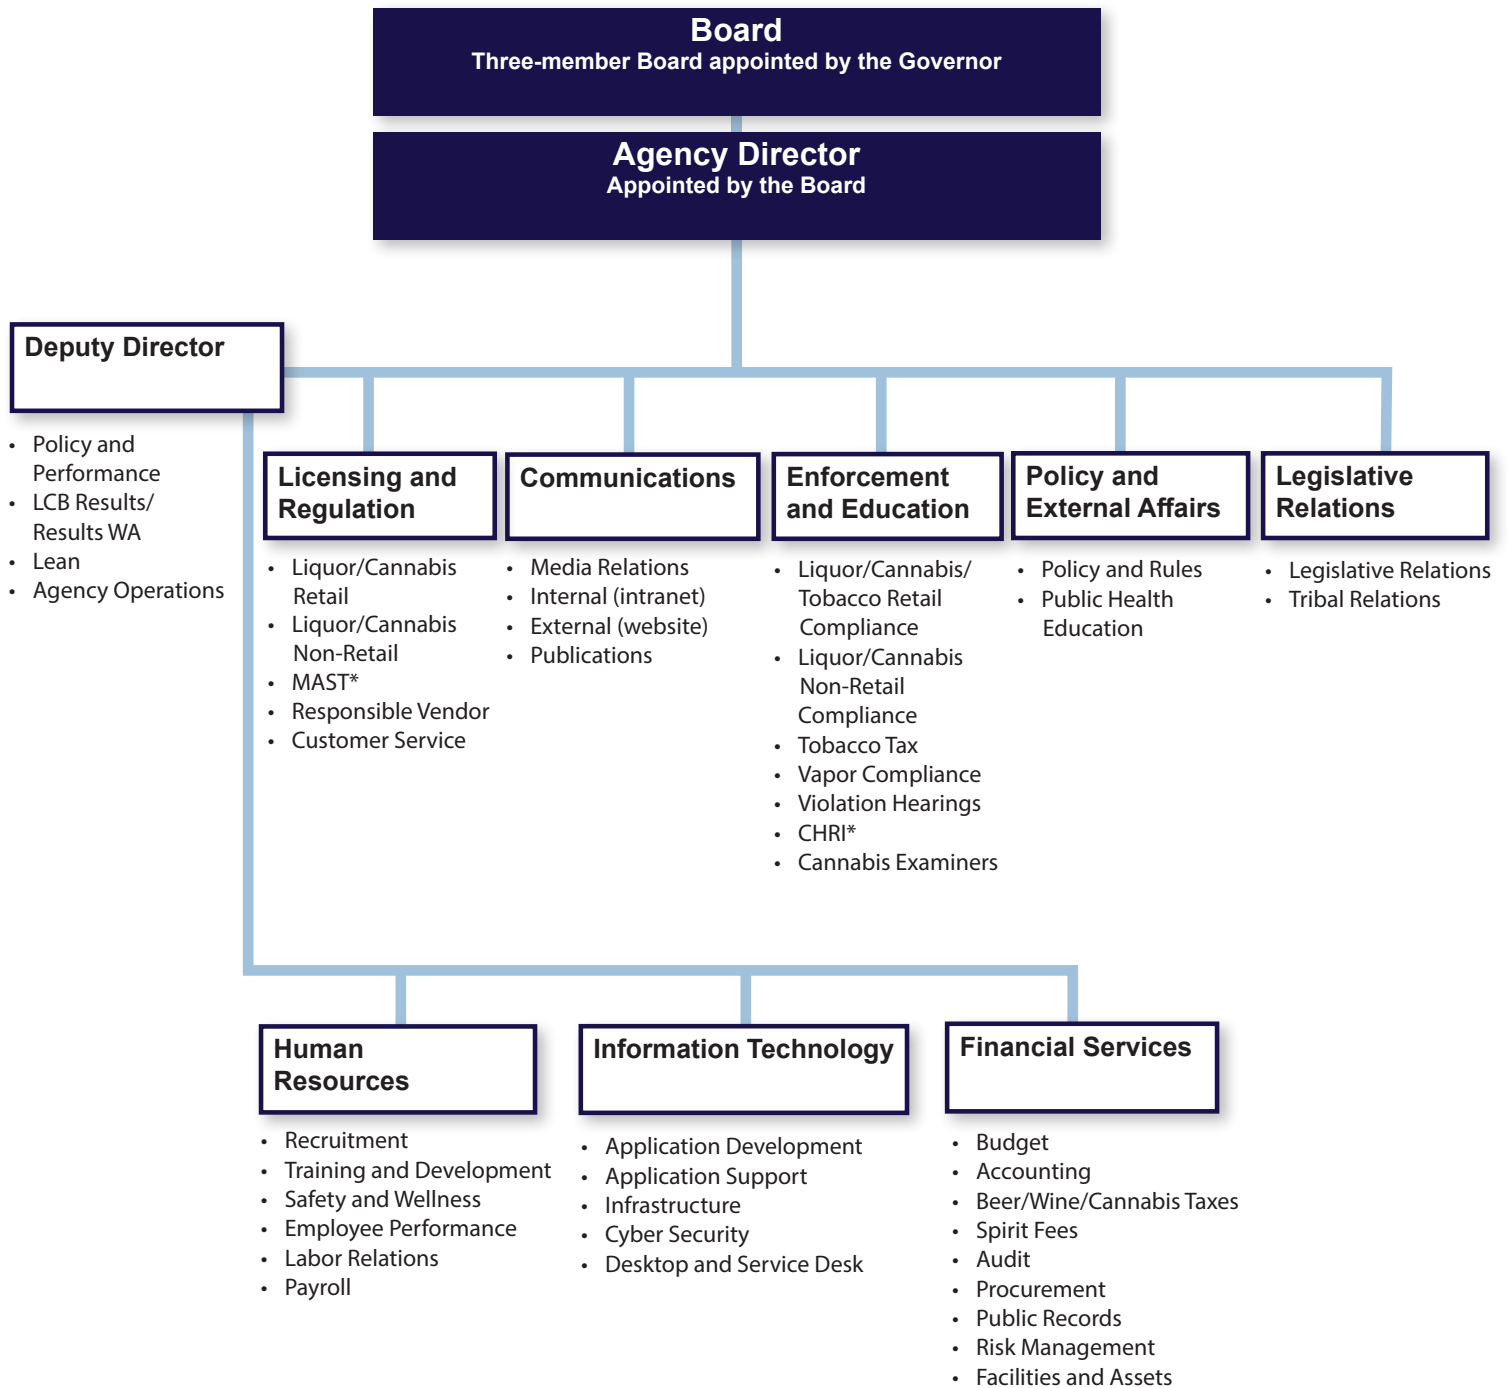 Board
Three-member Board appointed by the Governor
Agency Director
Appointed by the Board
Deputy Director
• Policy and
Performance
• LCB Results/
Results WA
• Lean
• Agency Operations
Licensing and
Regulation
• Liquor/Cannabis
Retail
• Liquor/Cannabis
Non-Retail
• MAST*
• Responsible Vendor
• Customer Service
Communications
• Media Relations
• Internal (intranet)
• External (website)
• Publications
Enforcement
and Education
• Liquor/Cannabis/
Tobacco Retail
Compliance
• Liquor/Cannabis
Non-Retail
Compliance
• Tobacco Tax
• Vapor Compliance
• Violation Hearings
• CHRI*
• Cannabis Examiners
Policy and
External Affairs
• Policy and Rules
• Public Health
Education
Legislative
Relations
• Legislative Relations
• Tribal Relations
Human
Resources
• Recruitment
• Training and Development
• Safety and Wellness
• Employee Performance
• Labor Relations
• Payroll
Information Technology
• Application Development
• Application Support
• Infrastructure
• Cyber Security
• Desktop and Service Desk
Financial Services
• Budget
• Accounting
• Beer/Wine/Cannabis Taxes
• Spirit Fees
• Audit
• Procurement
• Public Records
• Risk Management
• Facilities and Assets